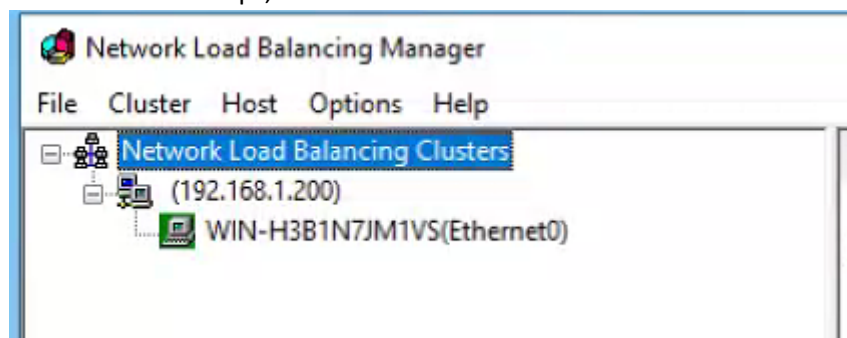 Network Load Balancing Manager
File Cluster Host Options Help
Network Load Balancing Clusters
(192.168.1.200)
WIN-H3B1N7JM1VS(Ethernet0)